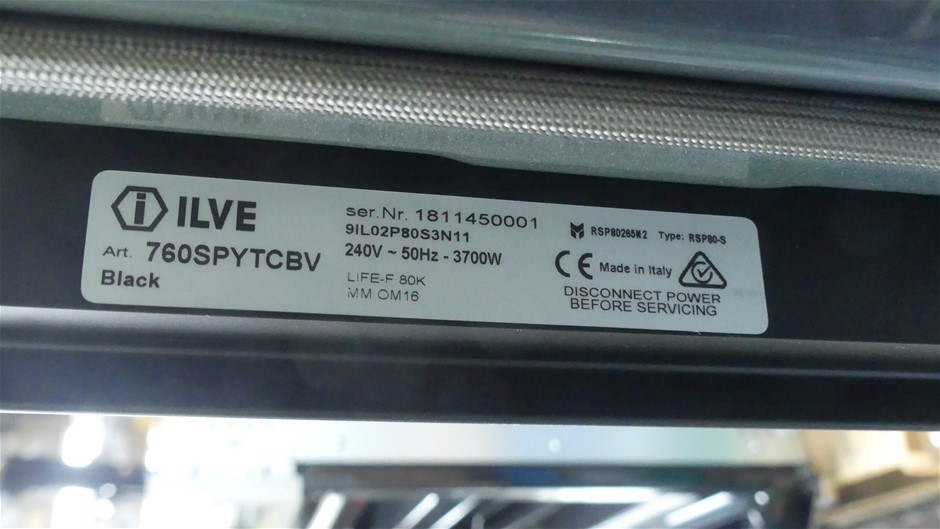 ILVE
Art. 760SPYTCBV
Black
ser.Nr. 1811450001
9IL02P80S3N11
240V ~ 50Hz - 3700W
LIFE-F 80K
MM OM16
RSP80265N2 Type: RSP80-S
CE Made in Italy
DISCONNECT POWER
BEFORE SERVICING